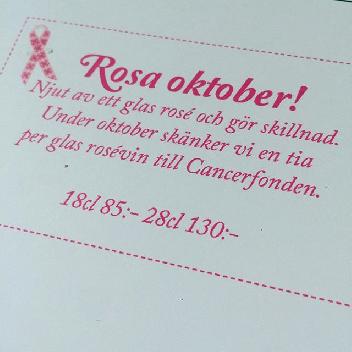 Rosa oktober!
Njut av ett glas rosé och gör skillnad.
Under oktober skänker vi en tia
per glas rosévin till Cancerfonden.
18cl 85:- 28cl 130:-